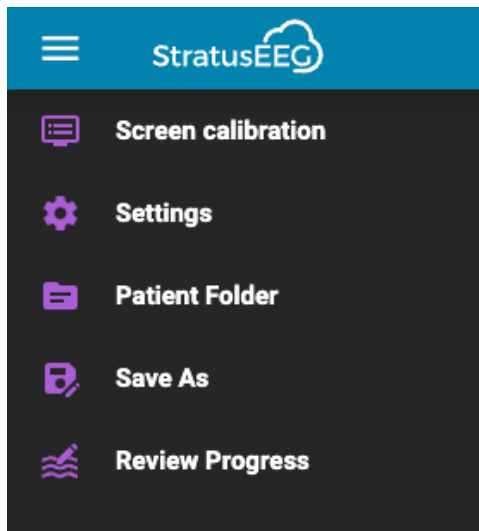 StratusEEG
Screen calibration
Settings
Patient Folder
Save As
Review Progress